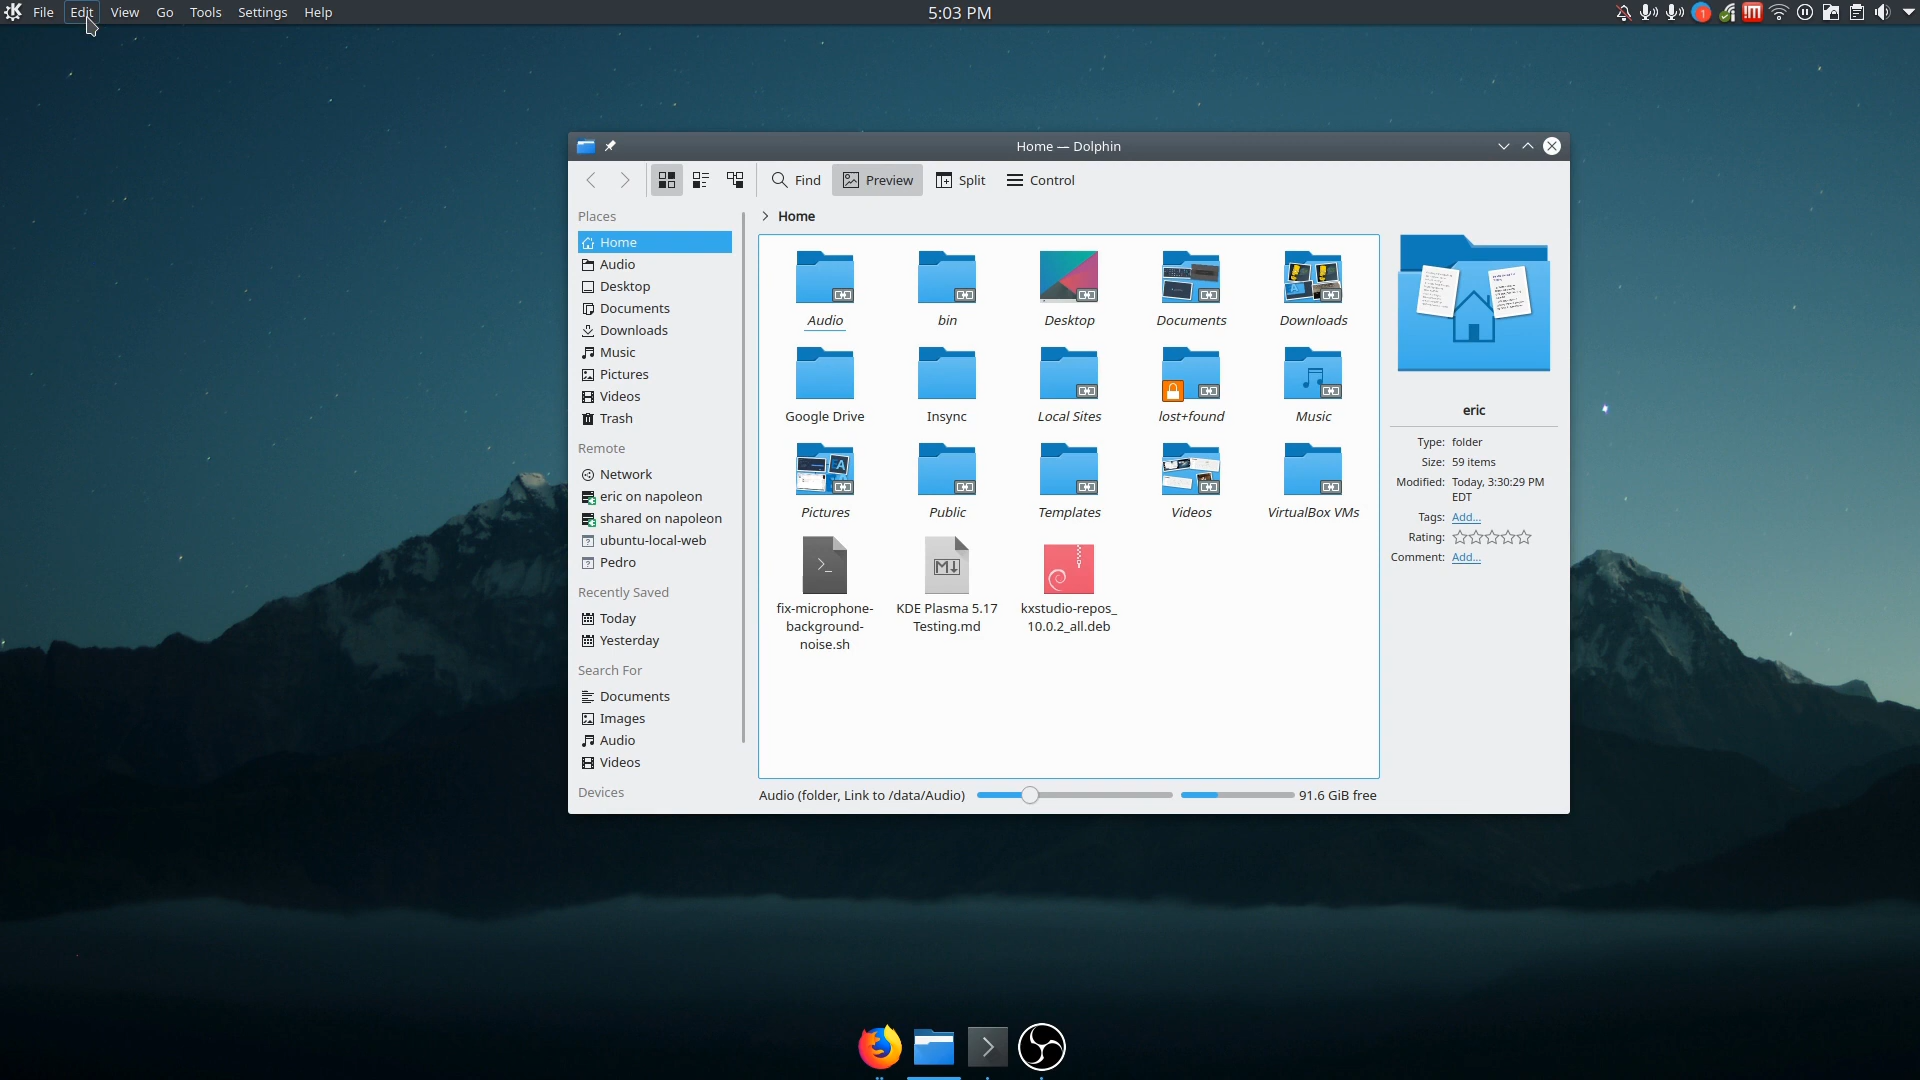 File Edit View Go Tools Settings Help
5:03 PM
1
Home — Dolphin
Find
Preview
Split
Control
Places
Home
Audio
Desktop
Documents
Downloads
Music
Pictures
Videos
Trash
Remote
Network
eric on napoleon
shared on napoleon
ubuntu-local-web
Pedro
Recently Saved
Today
Yesterday
Search For
Documents
Images
Audio
Videos
Devices
Home
Audio
bin
Desktop
Documents
Downloads
Google Drive
Insync
Local Sites
lost+found
Music
Pictures
Public
Templates
Videos
VirtualBox VMs
fix-microphone-
background-
noise.sh
KDE Plasma 5.17
Testing.md
kxstudio-repos_
10.0.2_all.deb
Audio (folder, Link to /data/Audio)
91.6 GiB free
eric
Type: folder
Size: 59 items
Modified: Today, 3:30:29 PM
EDT
Tags: Add...
Rating:
Comment: Add...